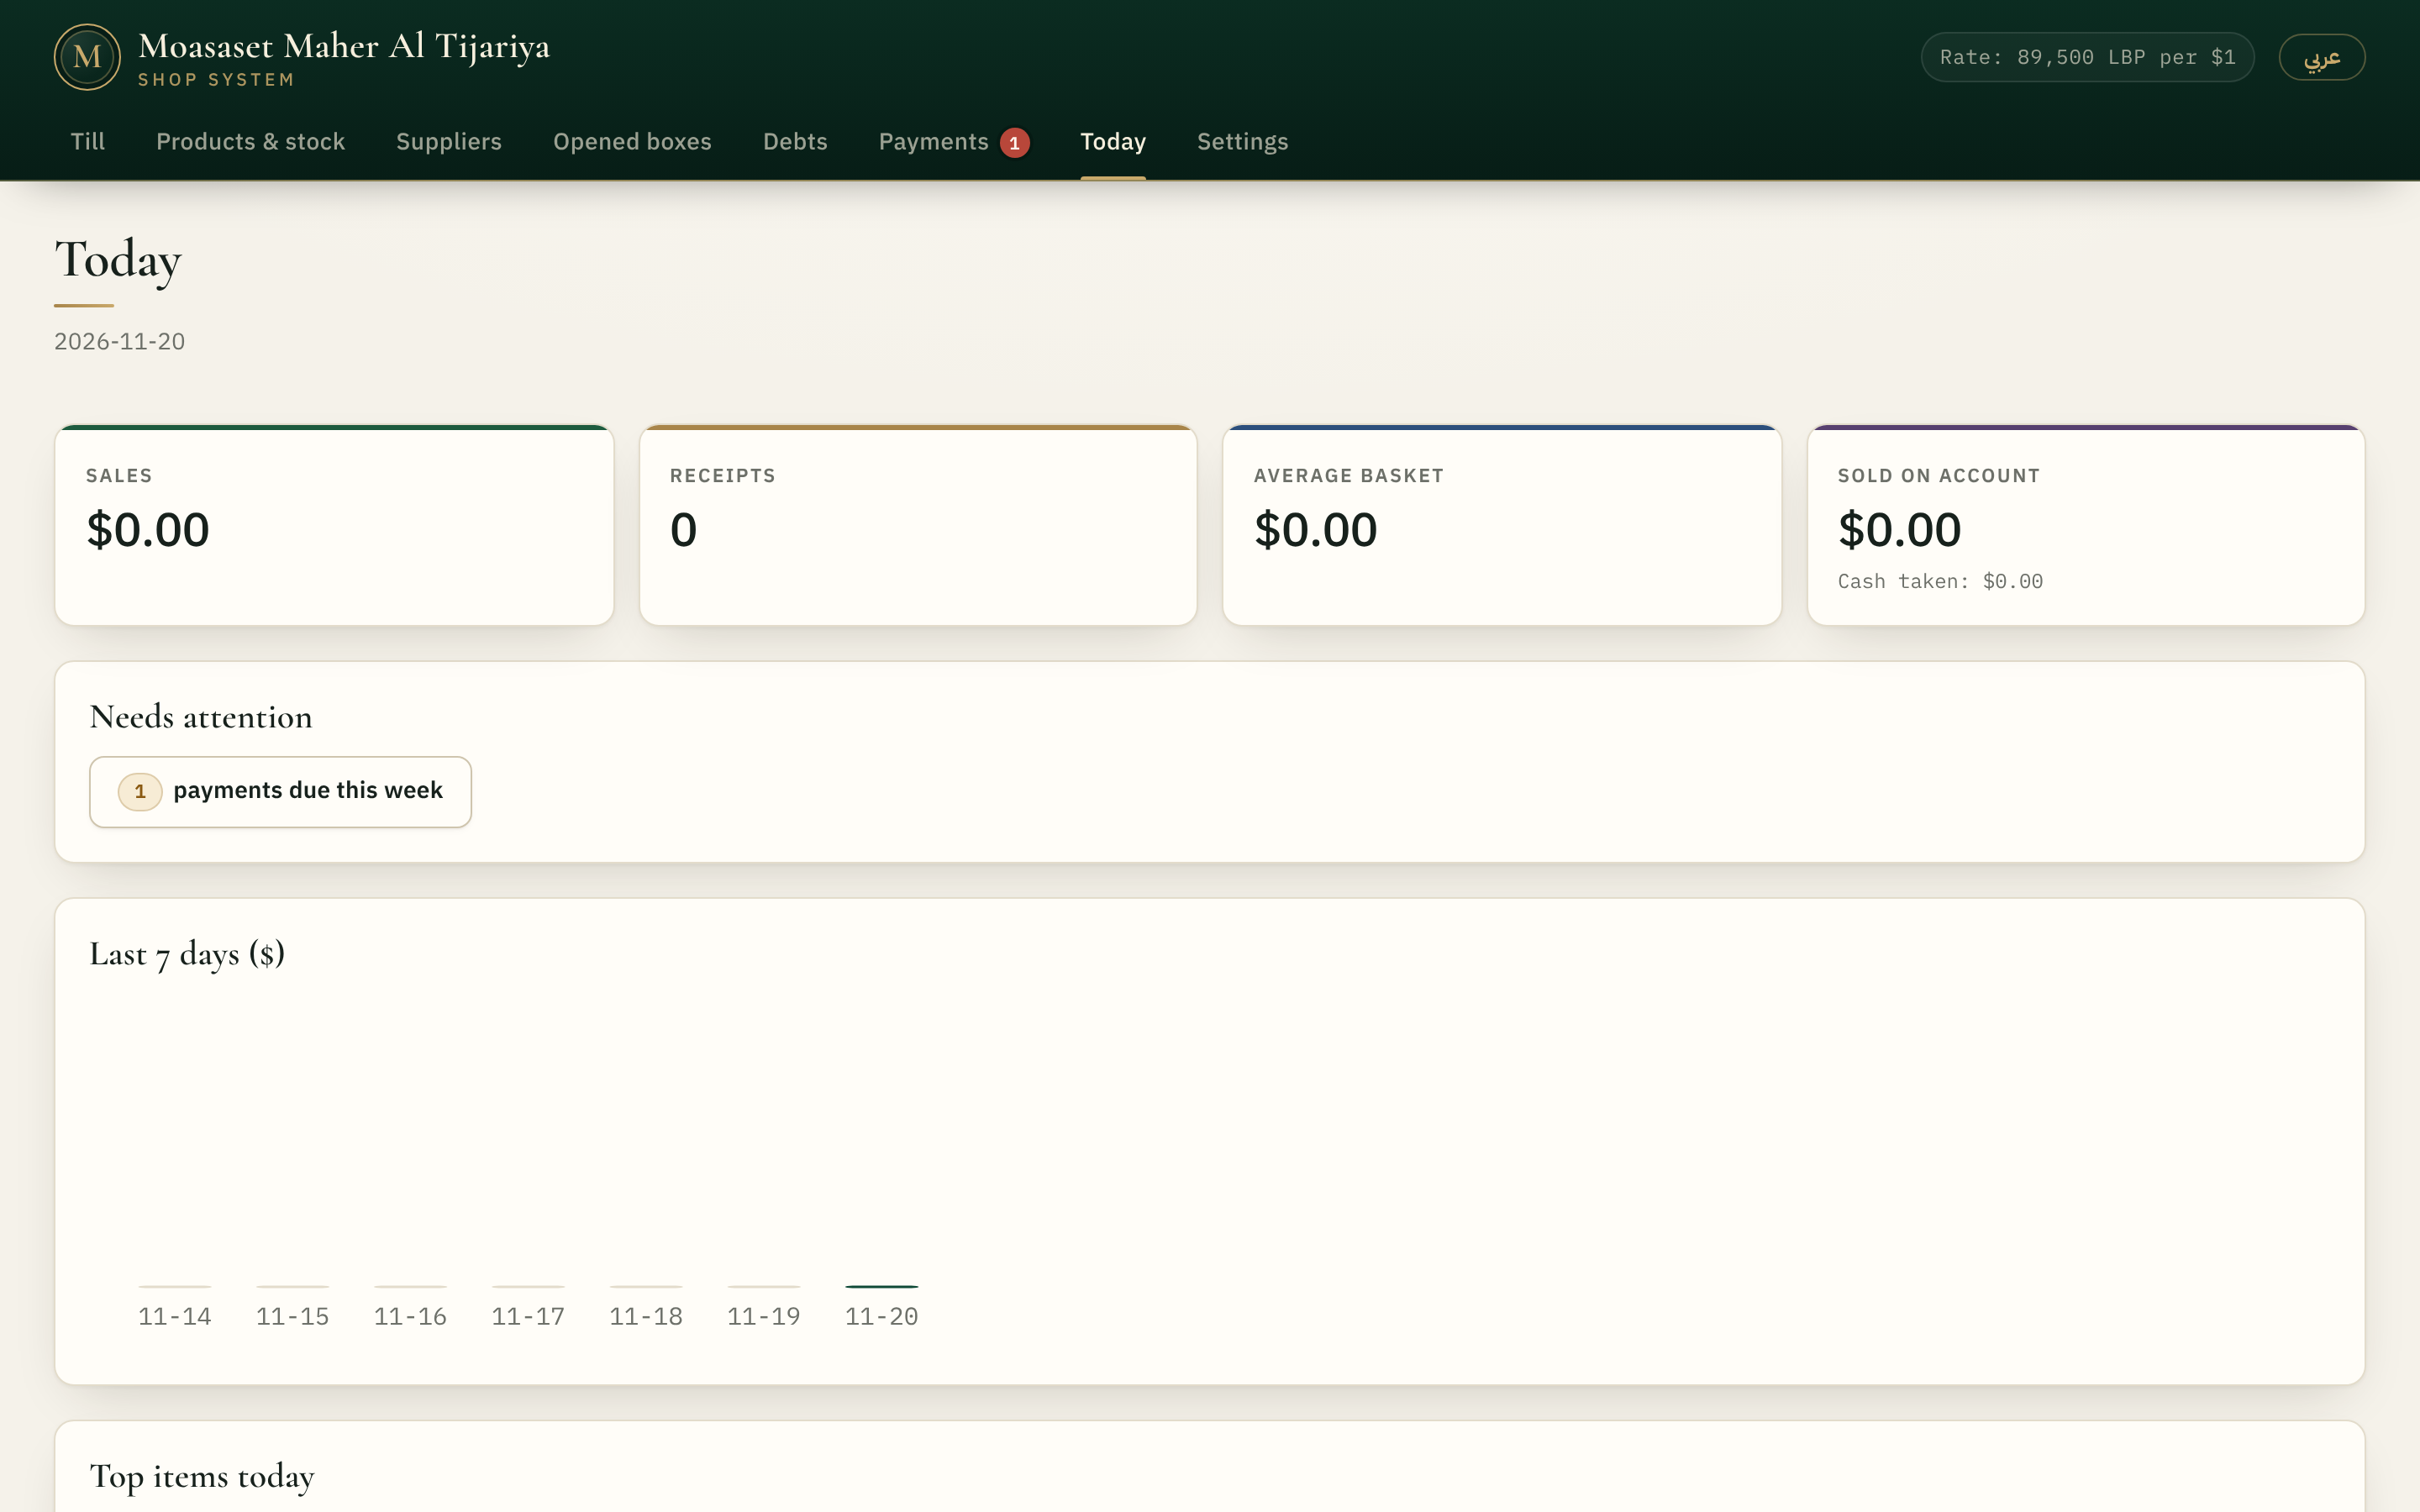 M
Moasaset Maher Al Tijariya
SHOP SYSTEM
Rate: 89,500 LBP per $1
عربي
Till Products & stock Suppliers Opened boxes Debts Payments 1 Today Settings
Today
2026-11-20
SALES
$0.00
RECEIPTS
0
AVERAGE BASKET
$0.00
SOLD ON ACCOUNT
$0.00
Cash taken: $0.00
Needs attention
1 payments due this week
Last 7 days ($)
11-14 11-15 11-16 11-17 11-18 11-19 11-20
Top items today